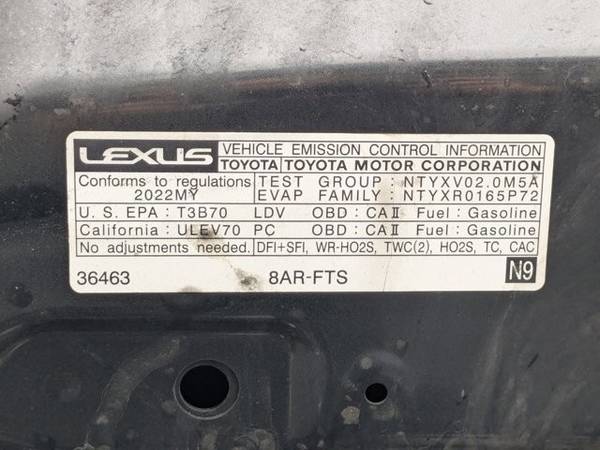 LEXUS VEHICLE EMISSION CONTROL INFORMATION
TOYOTA TOYOTA MOTOR CORPORATION
Conforms to regulations TEST GROUP : NTYXV02.0M5A
2022MY EVAP FAMILY : NTYXR0165P72
U. S. EPA : T3B70 LDV OBD : CAⅡ Fuel : Gasoline
California : ULEV70 PC OBD : CAⅡ Fuel : Gasoline
No adjustments needed. DFI+SFI, WR-HO2S, TWC(2), HO2S, TC, CAC
36463 8AR-FTS N9